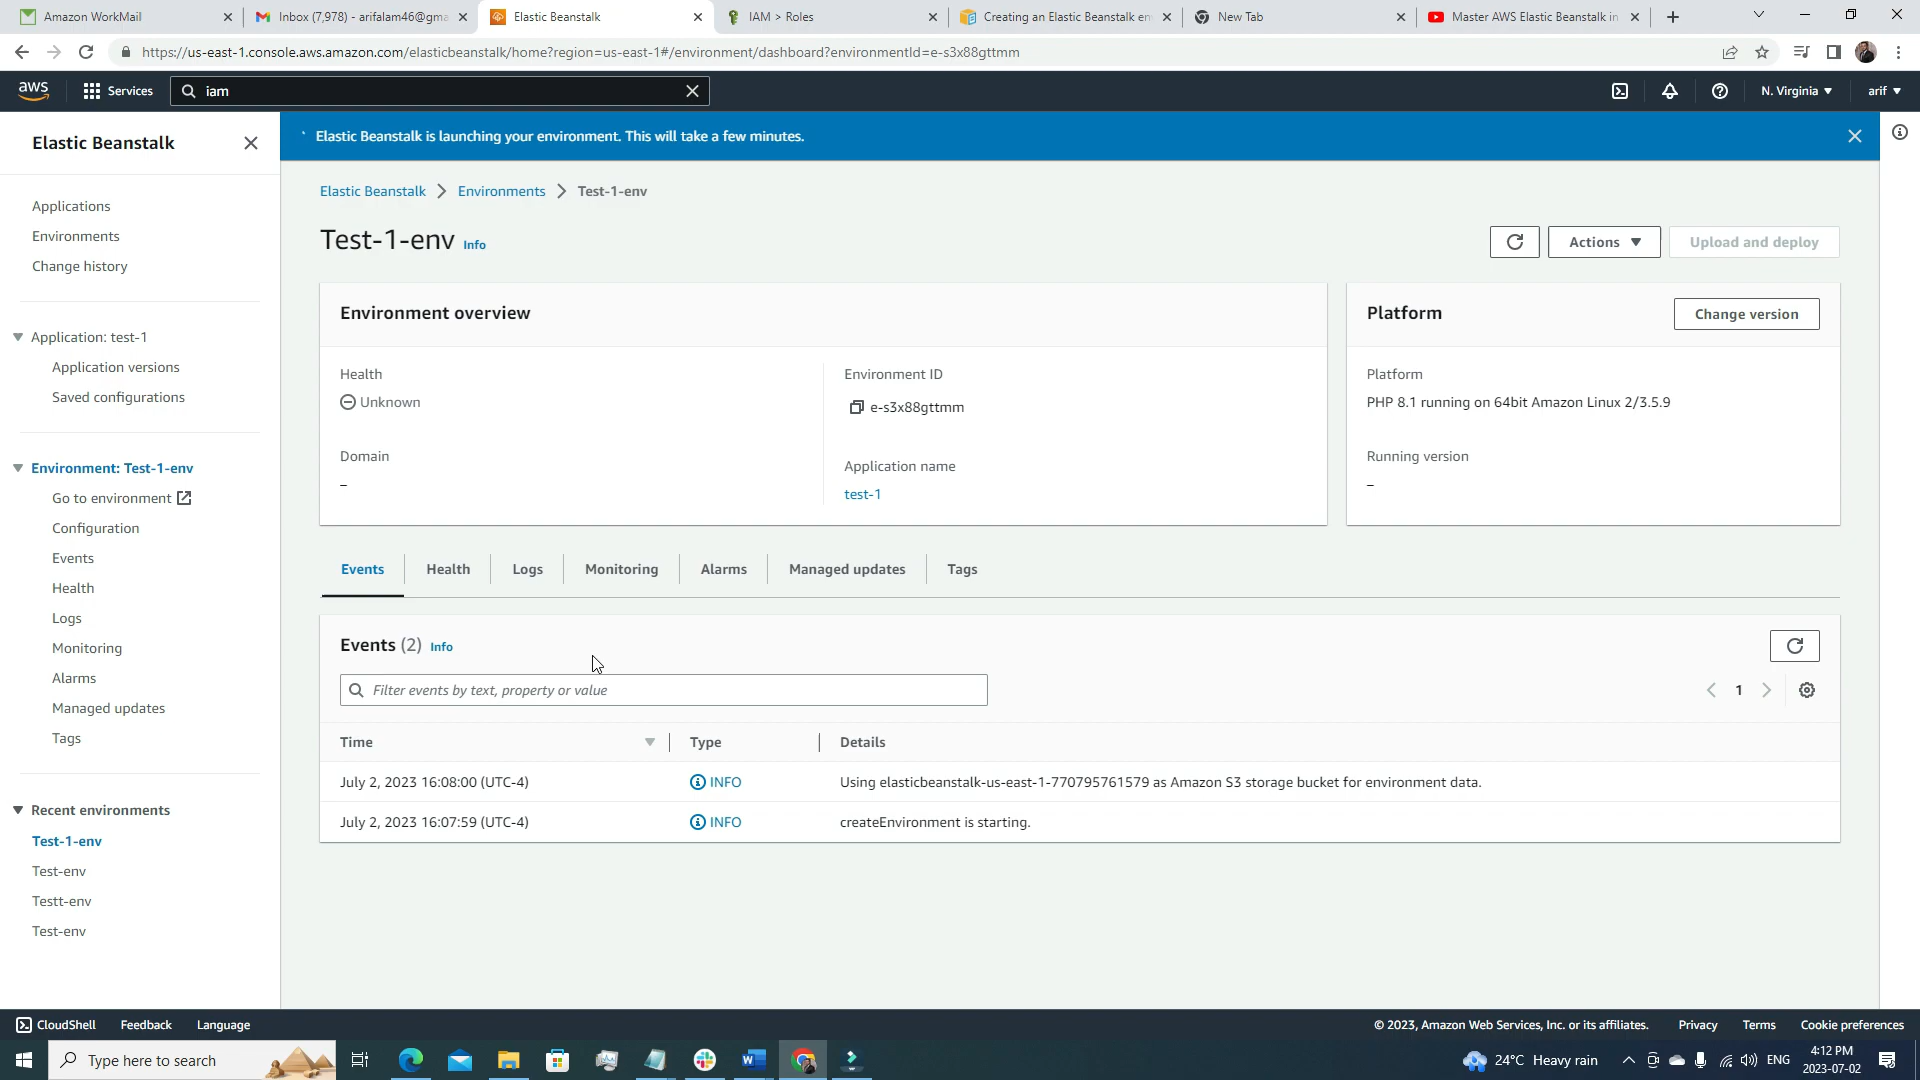 Amazon WorkMail
Inbox (7,978) - arifalam46@gma
Elastic Beanstalk
IAM > Roles
Creating an Elastic Beanstalk en
New Tab
Master AWS Elastic Beanstalk in
https://us-east-1.console.aws.amazon.com/elasticbeanstalk/home?region=us-east-1#/environment/dashboard?environmentId=e-s3x88gttmm
aws
Services
iam
N. Virginia
arif
Elastic Beanstalk
Elastic Beanstalk is launching your environment. This will take a few minutes.
Applications
Environments
Change history
Application: test-1
Application versions
Saved configurations
Environment: Test-1-env
Go to environment
Configuration
Events
Health
Logs
Monitoring
Alarms
Managed updates
Tags
Recent environments
Test-1-env
Test-env
Testt-env
Test-env
Elastic Beanstalk > Environments > Test-1-env
Test-1-env Info
Actions
Upload and deploy
Environment overview
Health
Unknown
Domain
–
Environment ID
e-s3x88gttmm
Application name
test-1
Platform
Change version
Platform
PHP 8.1 running on 64bit Amazon Linux 2/3.5.9
Running version
–
Events
Health
Logs
Monitoring
Alarms
Managed updates
Tags
Events (2) Info
Filter events by text, property or value
1
Time Type Details
July 2, 2023 16:08:00 (UTC-4) INFO Using elasticbeanstalk-us-east-1-770795761579 as Amazon S3 storage bucket for environment data.
July 2, 2023 16:07:59 (UTC-4) INFO createEnvironment is starting.
CloudShell
Feedback
Language
© 2023, Amazon Web Services, Inc. or its affiliates.
Privacy
Terms
Cookie preferences
Type here to search
24°C Heavy rain
ENG
4:12 PM
2023-07-02